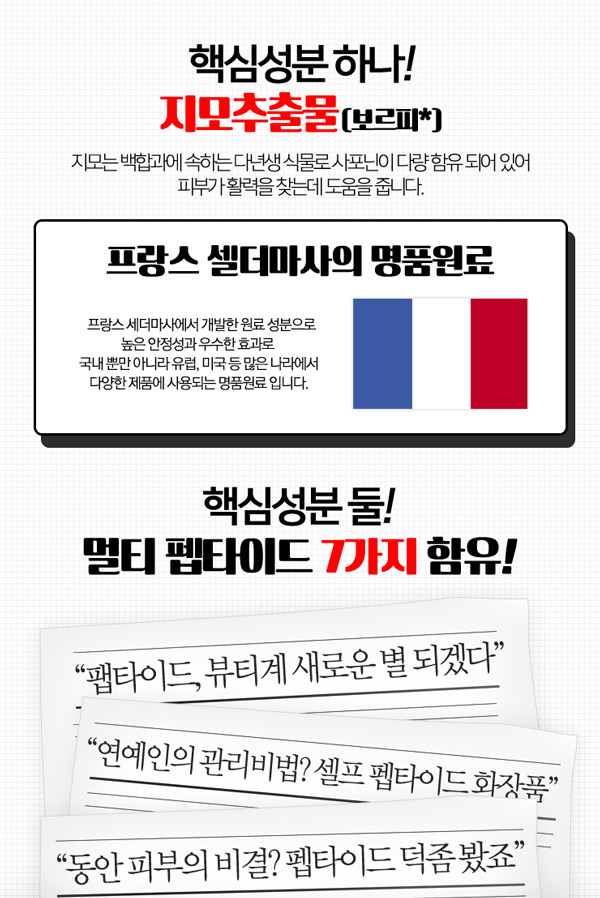 핵심성분 하나!
지모추출물(보르피*)
지모는 백합과에 속하는 다년생 식물로 사포닌이 다량 함유 되어 있어
피부가 활력을 찾는데 도움을 줍니다.
프랑스 셀더마사의 명품원료
프랑스 세더마사에서 개발한 원료 성분으로
높은 안정성과 우수한 효과로
국내 뿐만 아니라 유럽, 미국 등 많은 나라에서
다양한 제품에 사용되는 명품원료 입니다.
핵심성분 둘!
멀티 펩타이드 7가지 함유!
“팹타이드, 뷰티계 새로운 별 되겠다”
“연예인의 관리비법? 셀프 펩타이드 화장품”
“동안 피부의 비결? 펩타이드 덕좀 봤죠”